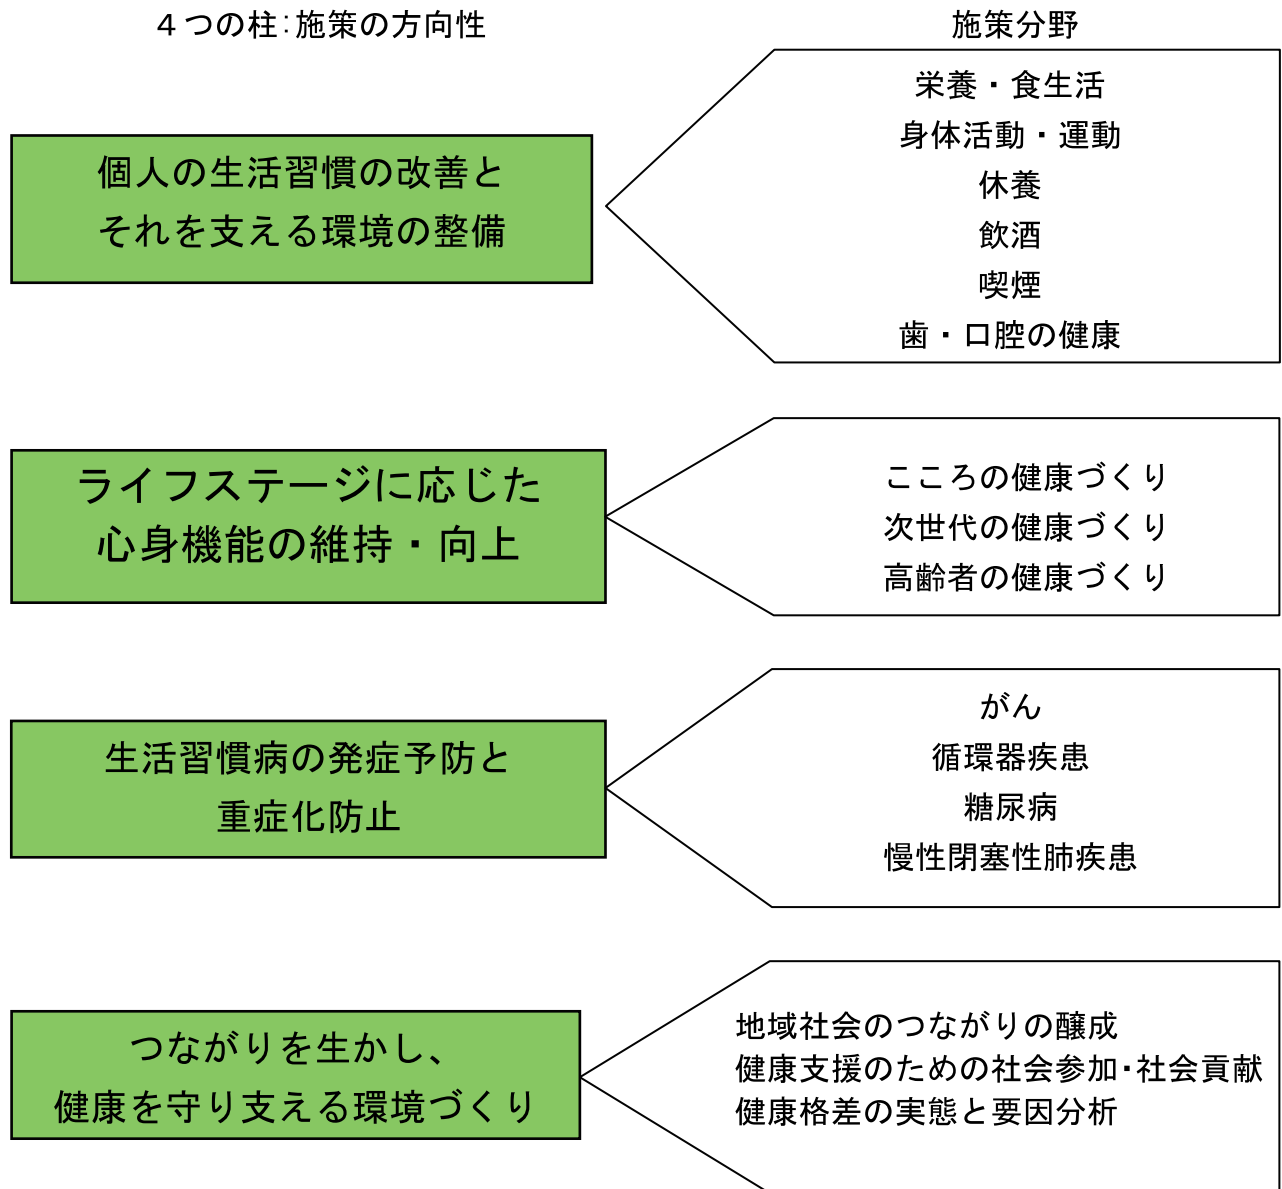 ４つの柱：施策の方向性
施策分野
個人の生活習慣の改善と
それを支える環境の整備
栄養・食生活
身体活動・運動
休養
飲酒
喫煙
歯・口腔の健康
ライフステージに応じた
心身機能の維持・向上
こころの健康づくり
次世代の健康づくり
高齢者の健康づくり
生活習慣病の発症予防と
重症化防止
がん
循環器疾患
糖尿病
慢性閉塞性肺疾患
つながりを生かし、
健康を守り支える環境づくり
地域社会のつながりの醸成
健康支援のための社会参加・社会貢献
健康格差の実態と要因分析